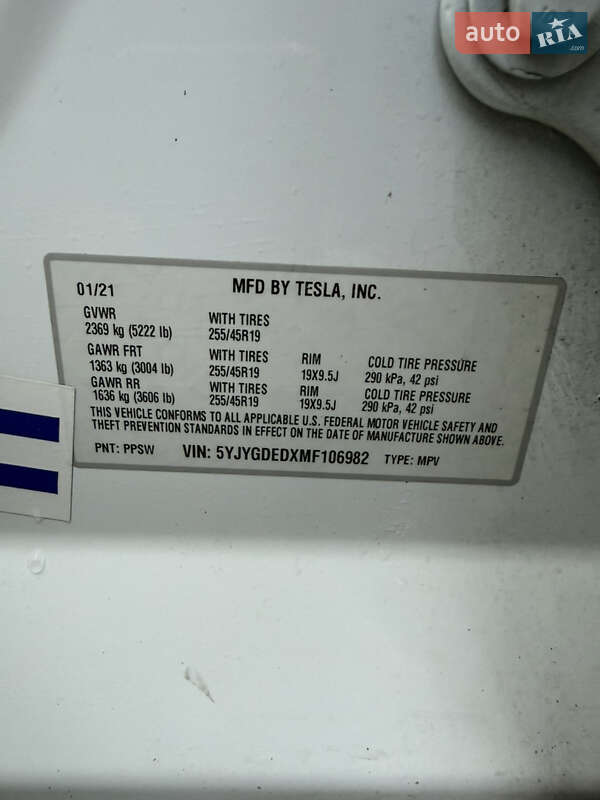 auto RIA
.com
01/21 MFD BY TESLA, INC.
GVWR
2369 kg (5222 lb) WITH TIRES 255/45R19
GAWR FRT
1363 kg (3004 lb) WITH TIRES 255/45R19 RIM 19X9.5J COLD TIRE PRESSURE 290 kPa, 42 psi
GAWR RR
1636 kg (3606 lb) WITH TIRES 255/45R19 RIM 19X9.5J COLD TIRE PRESSURE 290 kPa, 42 psi
THIS VEHICLE CONFORMS TO ALL APPLICABLE U.S. FEDERAL MOTOR VEHICLE SAFETY AND
THEFT PREVENTION STANDARDS IN EFFECT ON THE DATE OF MANUFACTURE SHOWN ABOVE.
PNT: PPSW VIN: 5YJYGDEDXMF106982 TYPE: MPV